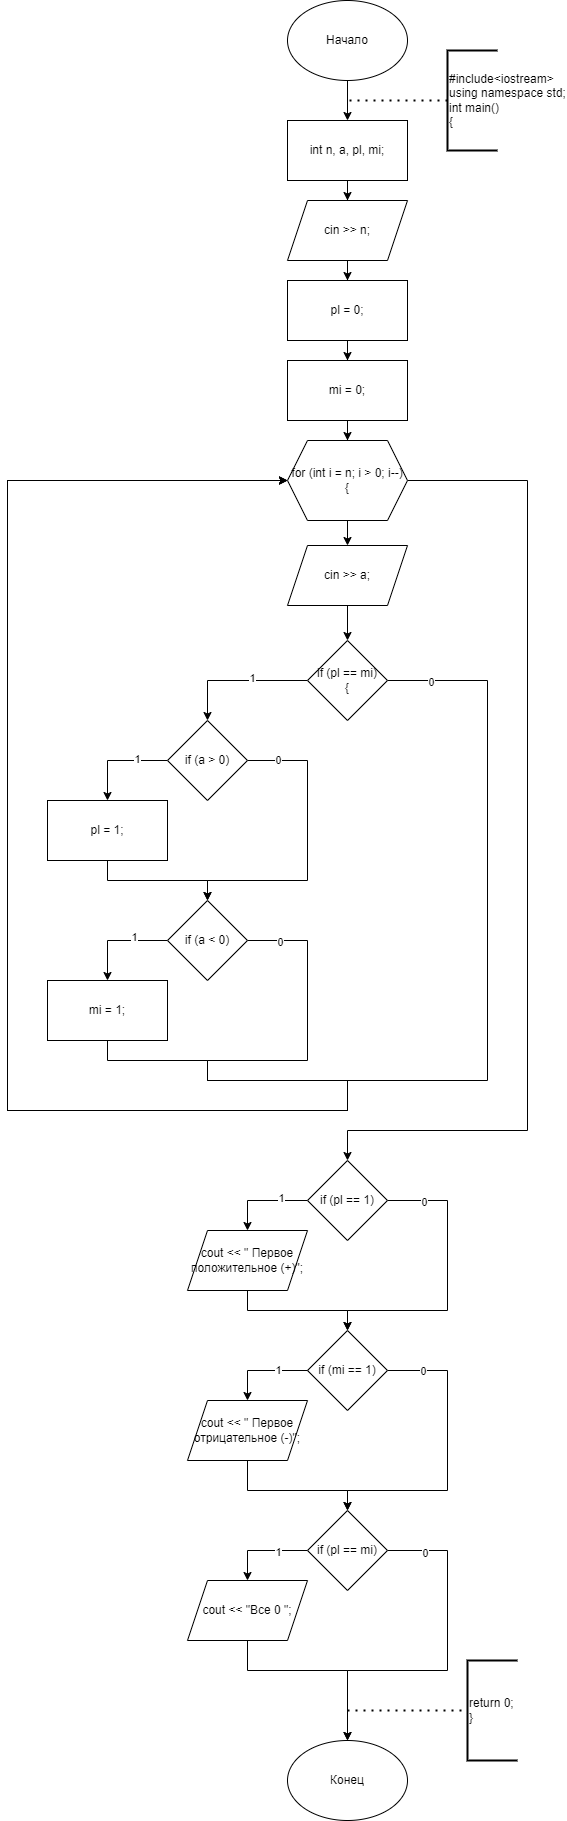 Начало
#include<iostream>
using namespace std;
int main()
{
int n, a, pl, mi;
cin >> n;
pl = 0;
mi = 0;
for (int i = n; i > 0; i--)
{
cin >> a;
if (pl == mi)
{
1
0
if (a > 0)
1
0
pl = 1;
if (a < 0)
1
0
mi = 1;
if (pl == 1)
1
0
cout << " Первое
положительное (+)";
if (mi == 1)
1
0
cout << " Первое
отрицательное (-)";
if (pl == mi)
1
0
cout << "Все 0 ";
return 0;
}
Конец